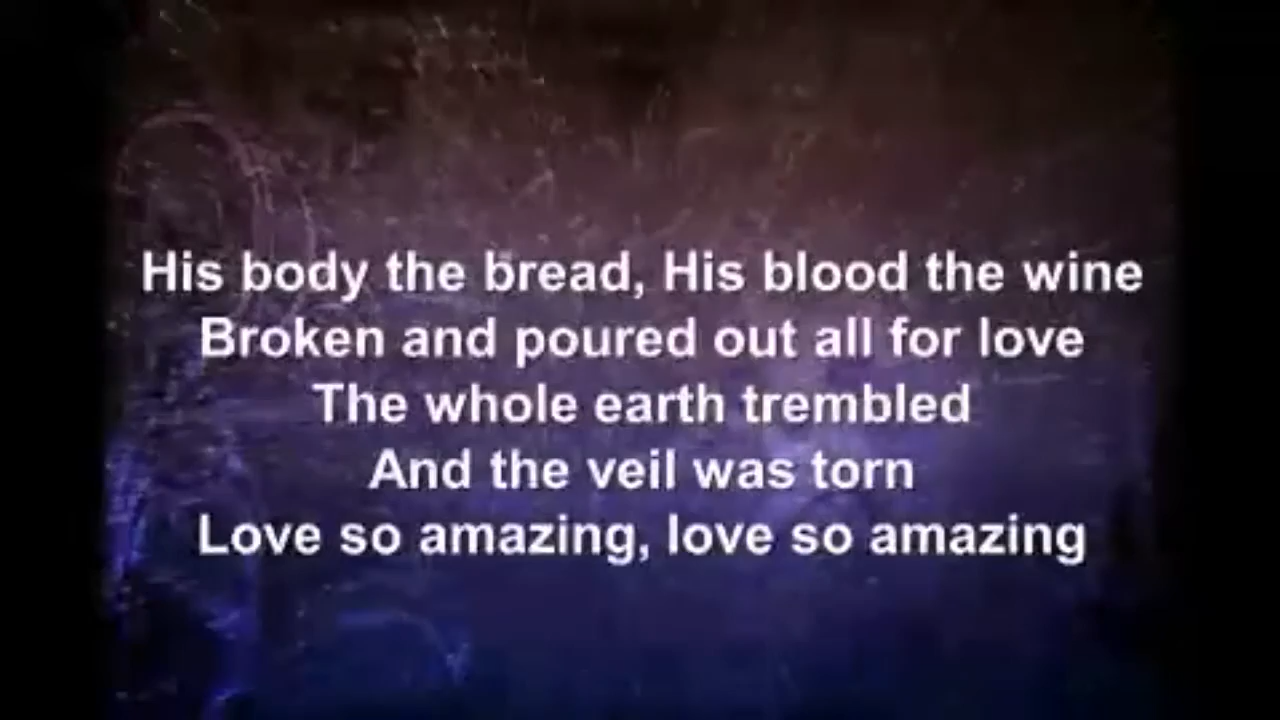 His body the bread, His blood the wine
Broken and poured out all for love
The whole earth trembled
And the veil was torn
Love so amazing, love so amazing